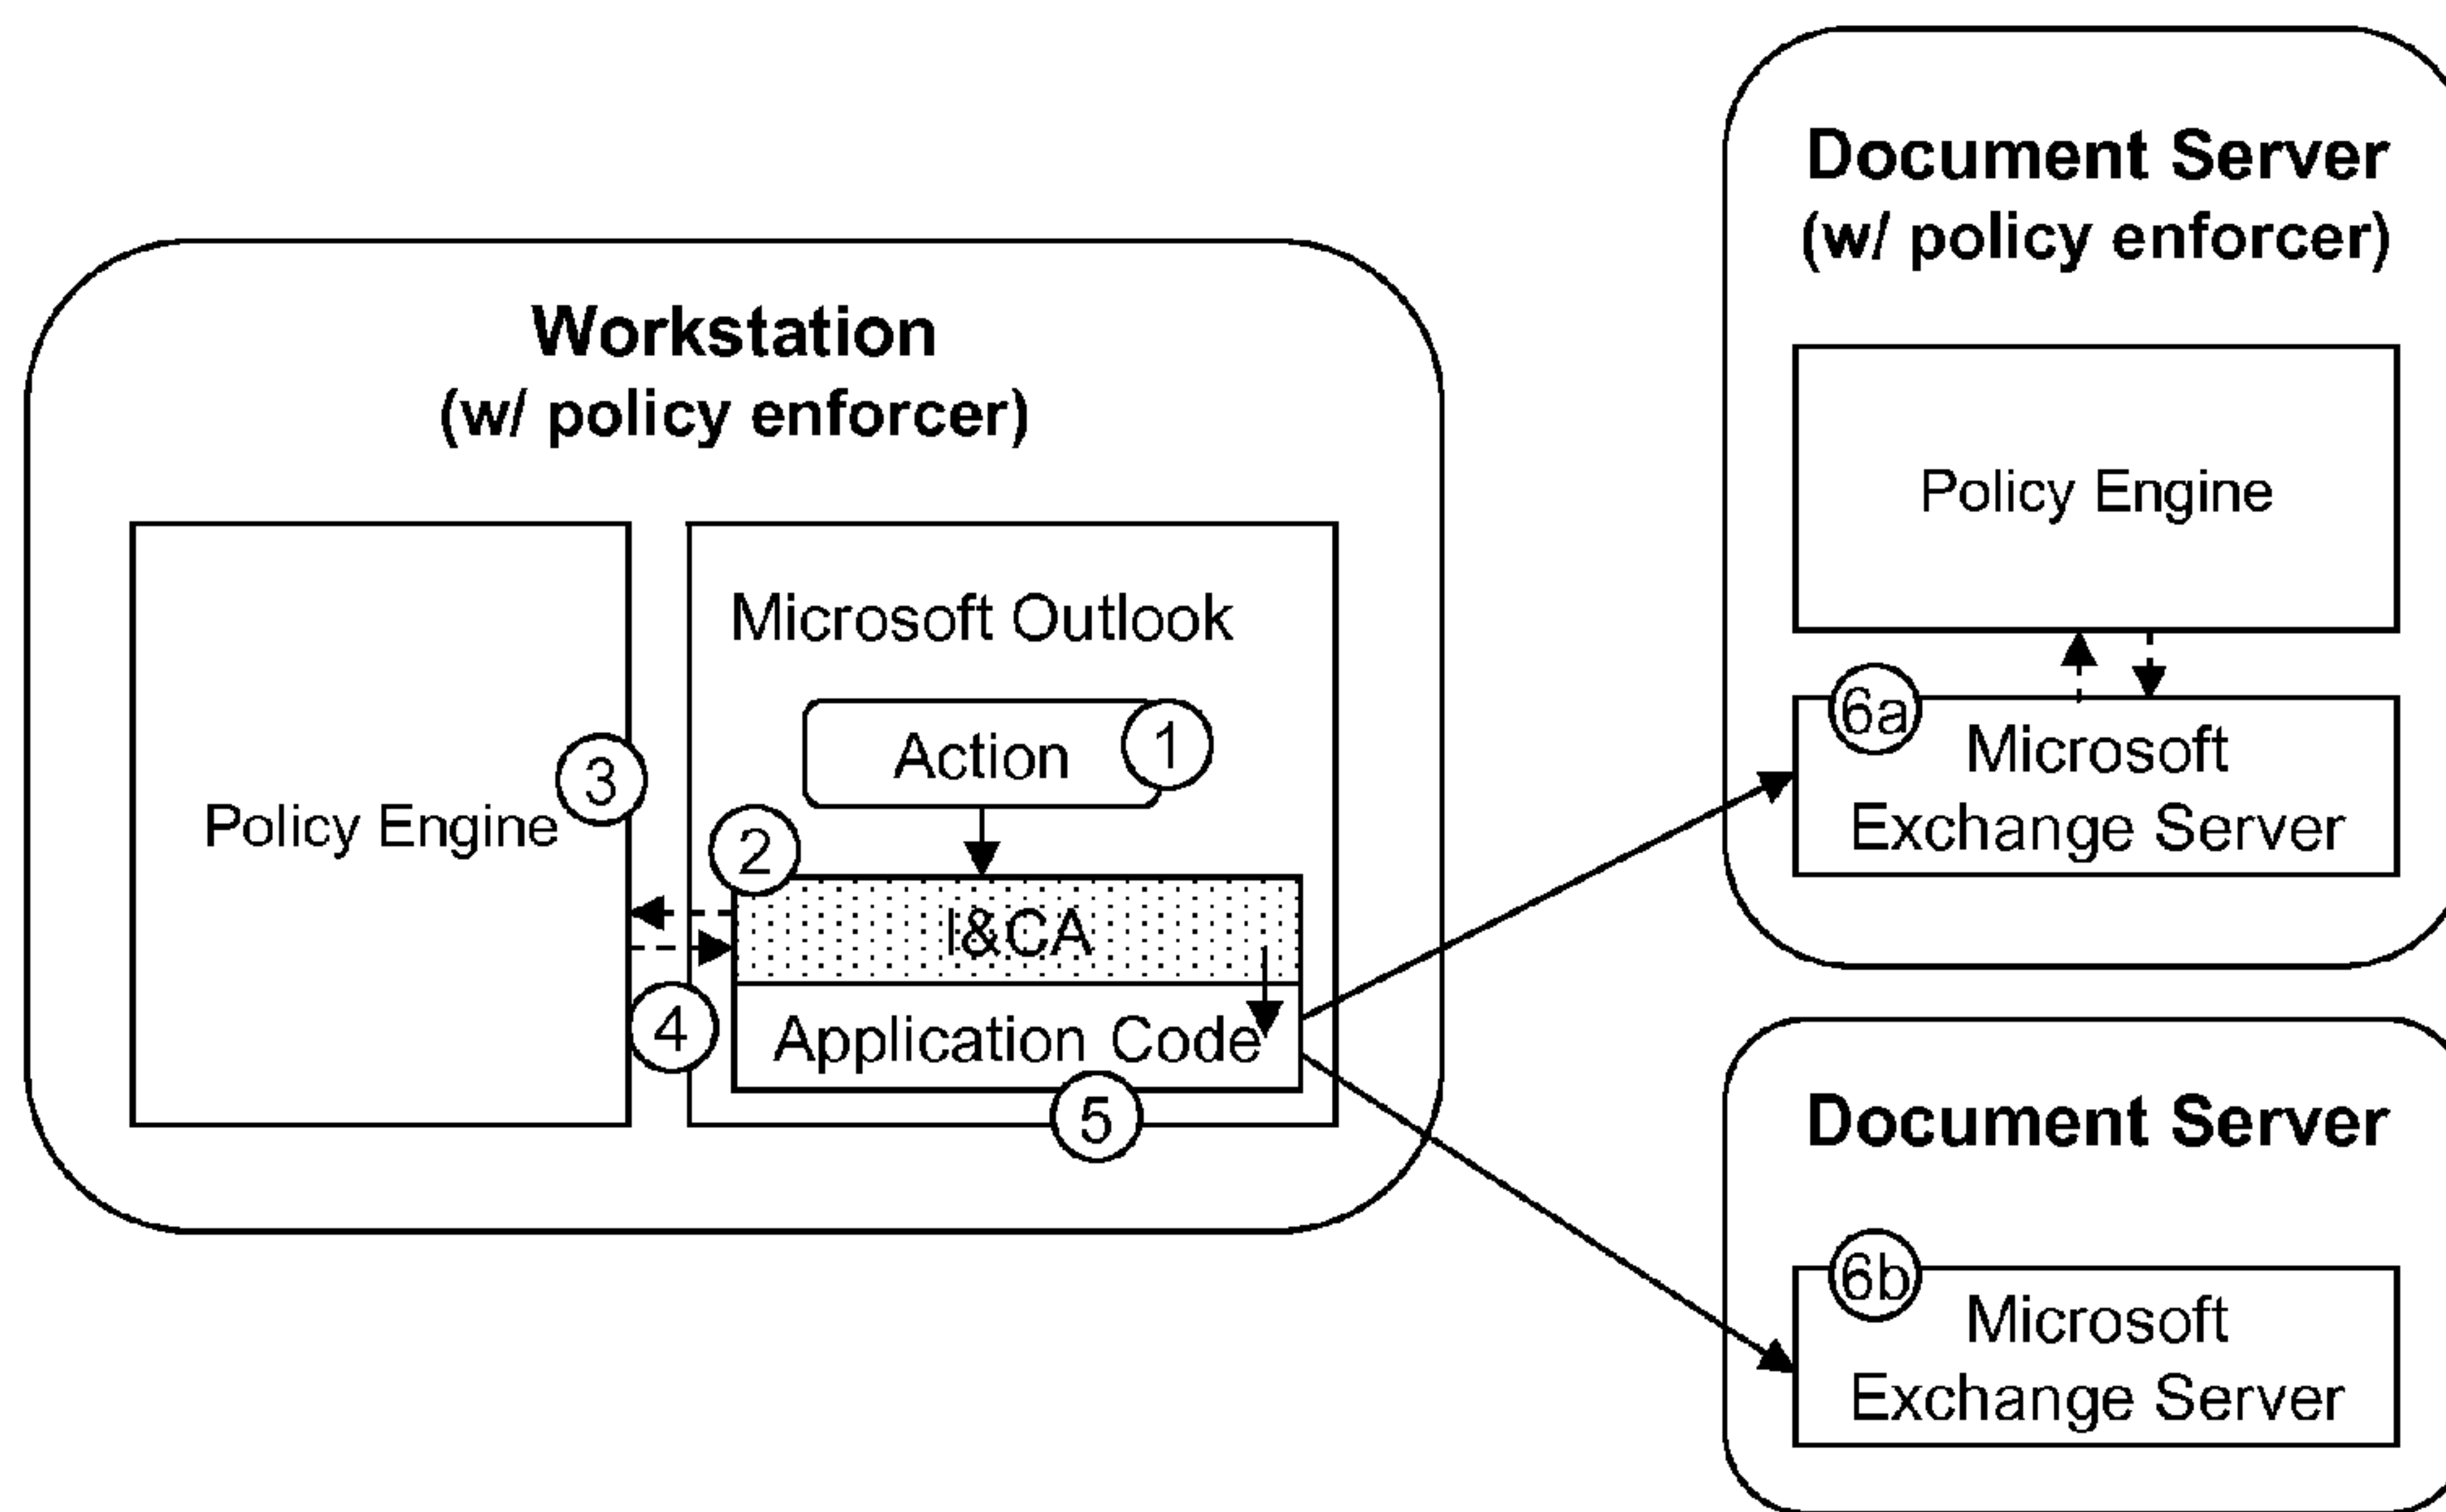 Workstation
(w/ policy enforcer)
Policy Engine
3
Microsoft Outlook
Action
1
2
I&CA
4
Application Code
5
Document Server
(w/ policy enforcer)
Policy Engine
6a
Microsoft
Exchange Server
Document Server
6b
Microsoft
Exchange Server